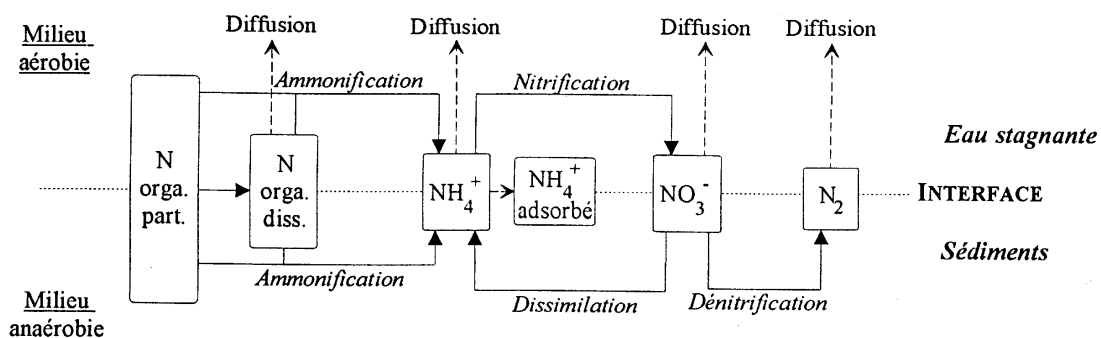 Milieu
aérobie
Diffusion
Diffusion
Diffusion
Diffusion
Ammonification
Nitrification
N
orga.
part.
N
orga.
diss.
NH4+
NH4+
adsorbé
NO3-
N2
Eau stagnante
INTERFACE
Sédiments
Ammonification
Dissimilation
Dénitrification
Milieu
anaérobie